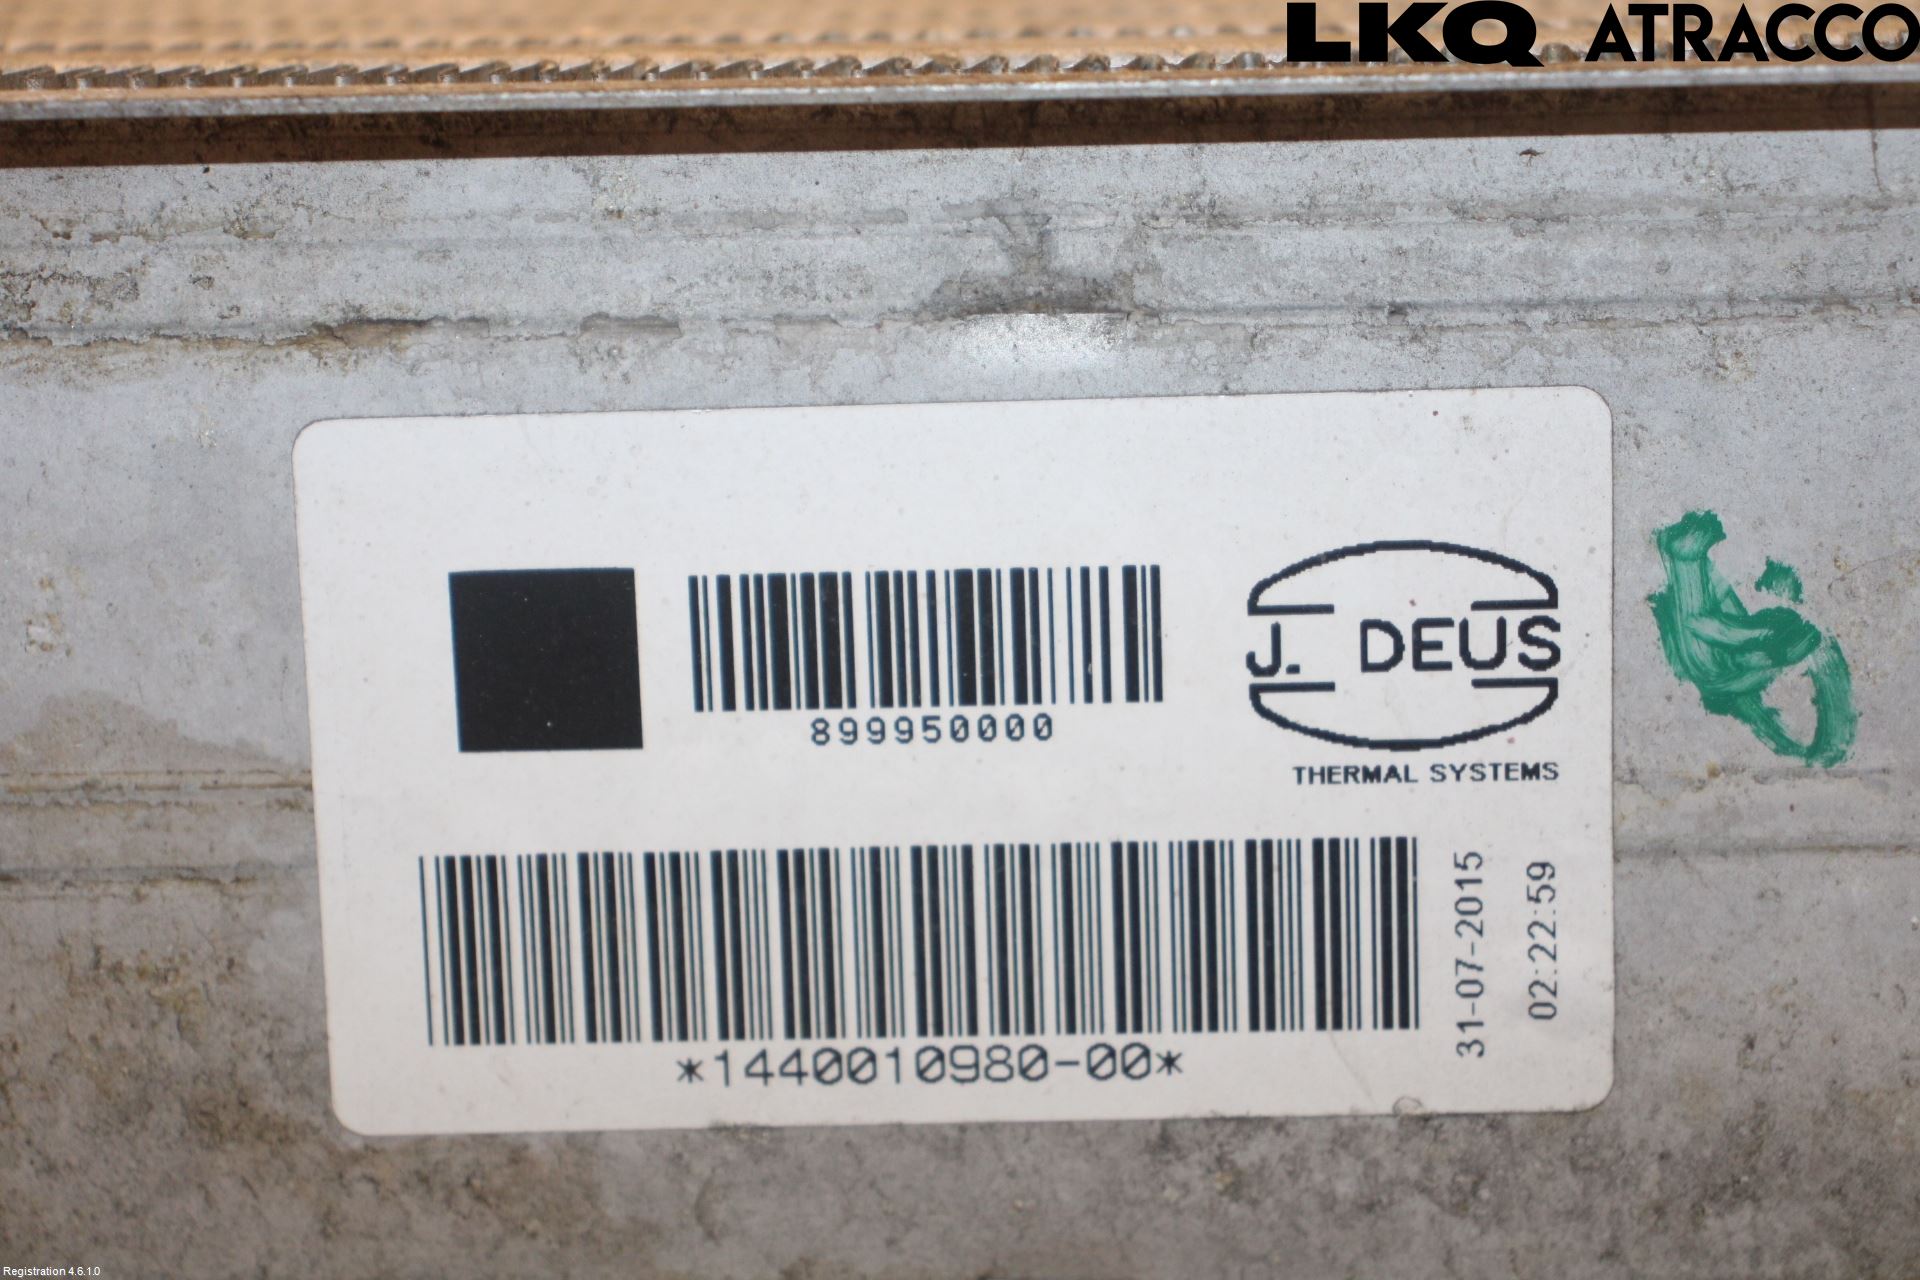 LKQ ATRACCO
899950000
J. DEUS
THERMAL SYSTEMS
*1440010980-00*
31-07-2015
02:22:59
Registration 4.6.1.0